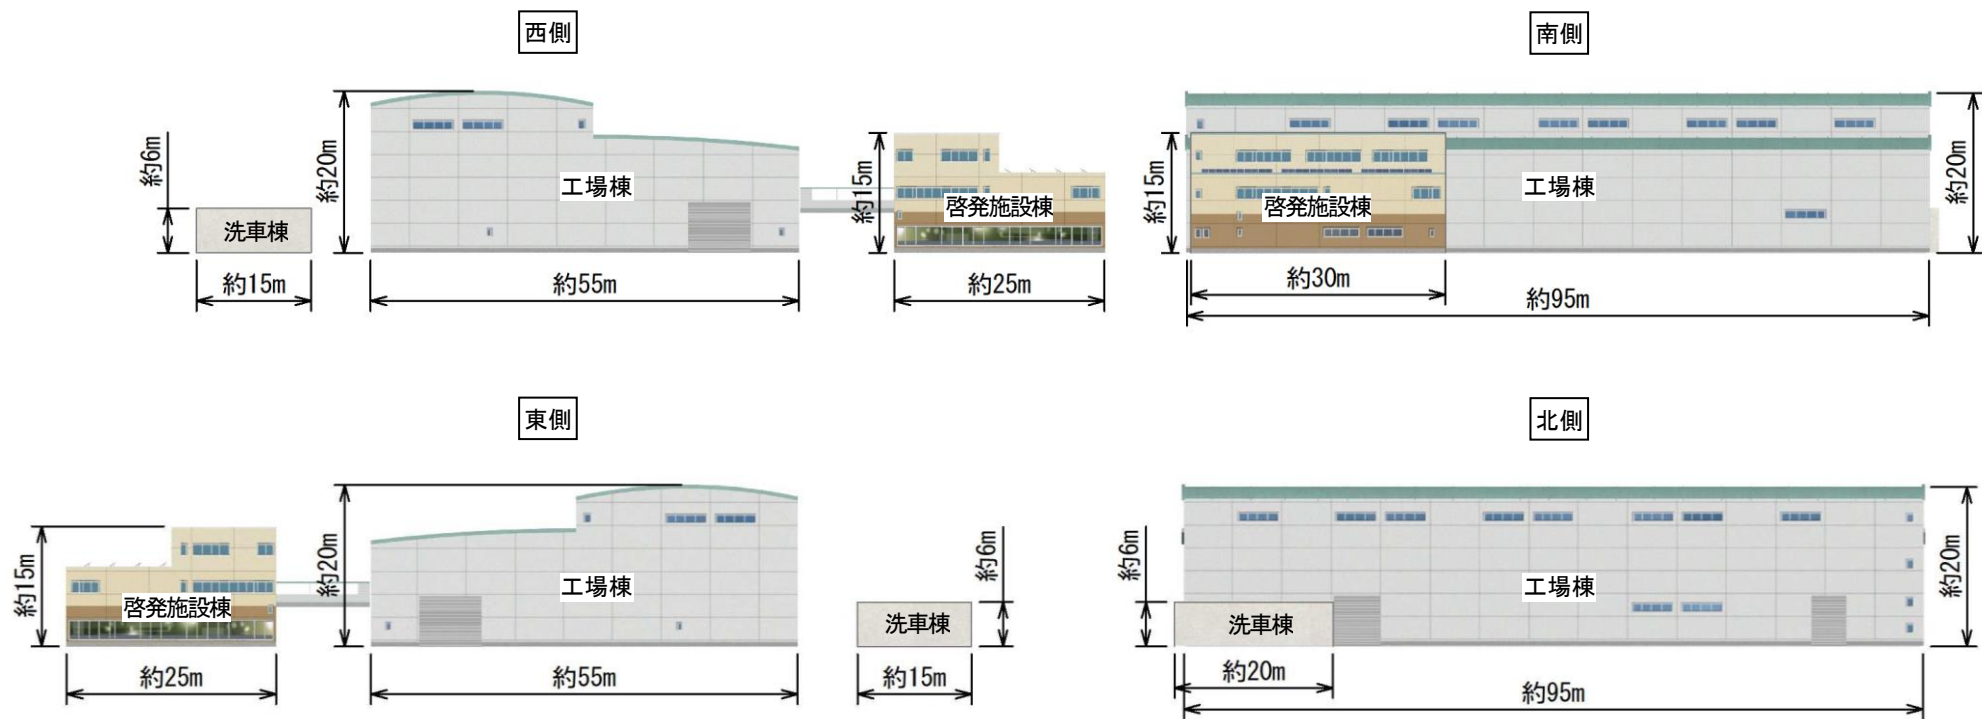 西側
約6m
約20m
約15m
洗車棟
工場棟
啓発施設棟
約15m
約55m
約25m
南側
約15m
約20m
工場棟
啓発施設棟
約30m
約95m
東側
約15m
約20m
約6m
啓発施設棟
工場棟
洗車棟
約25m
約55m
約15m
北側
約6m
約20m
洗車棟
工場棟
約20m
約95m